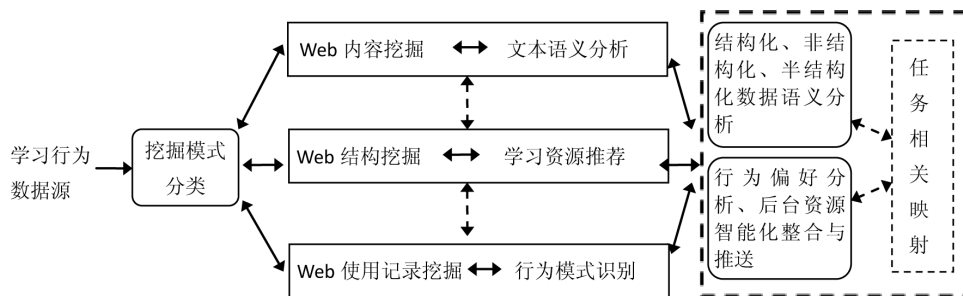 学习行为
数据源
挖掘模式
分类
Web 内容挖掘 文本语义分析
Web 结构挖掘 学习资源推荐
Web 使用记录挖掘 行为模式识别
结构化、非结
构化、半结构
化数据语义分
析
行为偏好分
析、后台资源
智能化整合与
推送
任
务
相
关
映
射